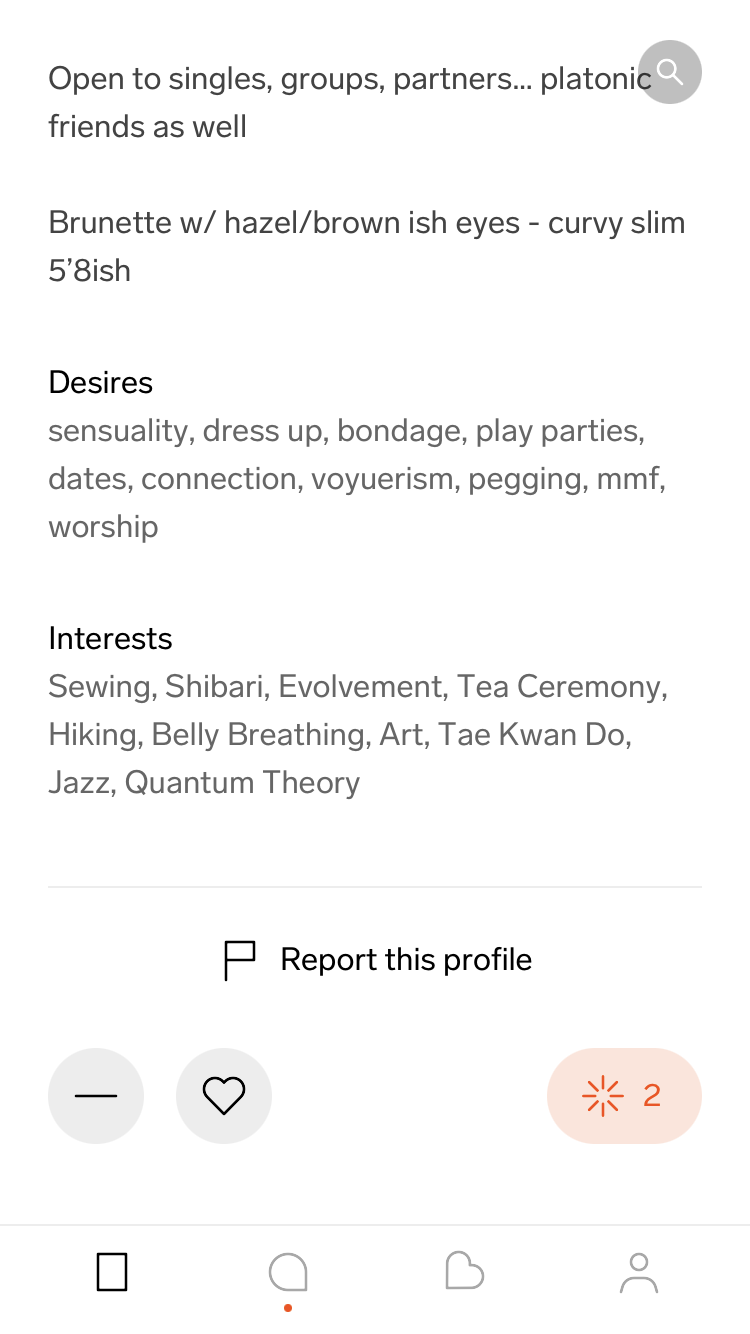 Open to singles, groups, partners... platonic
friends as well
Brunette w/ hazel/brown ish eyes - curvy slim
5’8ish
Desires
sensuality, dress up, bondage, play parties,
dates, connection, voyuerism, pegging, mmf,
worship
Interests
Sewing, Shibari, Evolvement, Tea Ceremony,
Hiking, Belly Breathing, Art, Tae Kwan Do,
Jazz, Quantum Theory
Report this profile
2